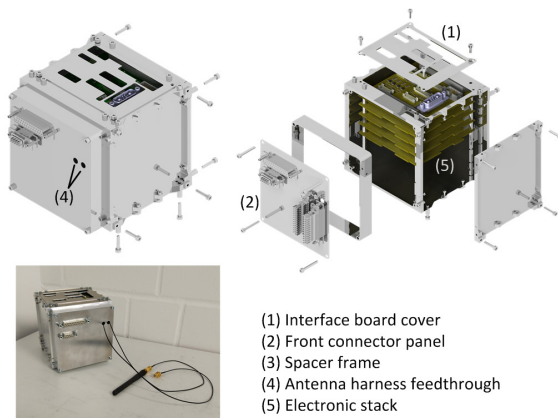 (1)
(4)
(2)
(5)
(1) Interface board cover
(2) Front connector panel
(3) Spacer frame
(4) Antenna harness feedthrough
(5) Electronic stack